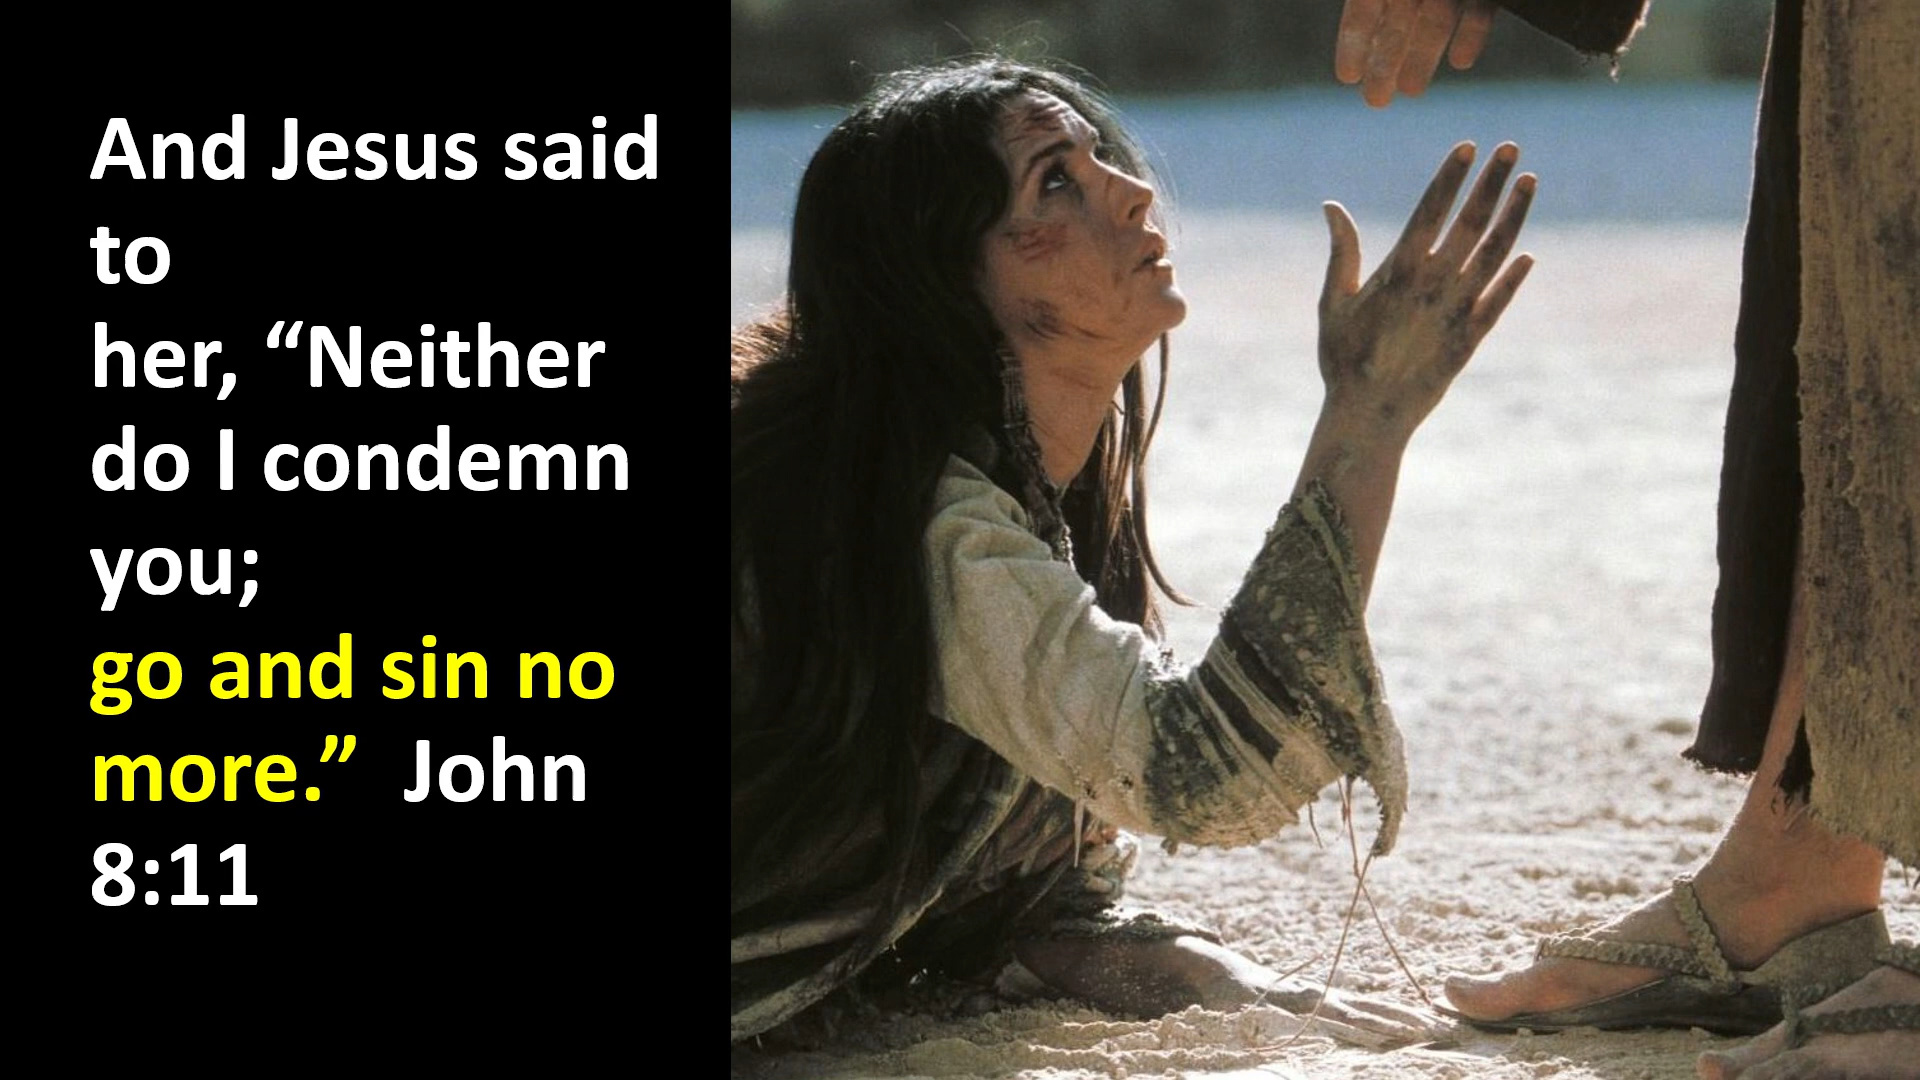 And Jesus said
to
her, “Neither
do I condemn
you;
go and sin no
more.”  John
8:11